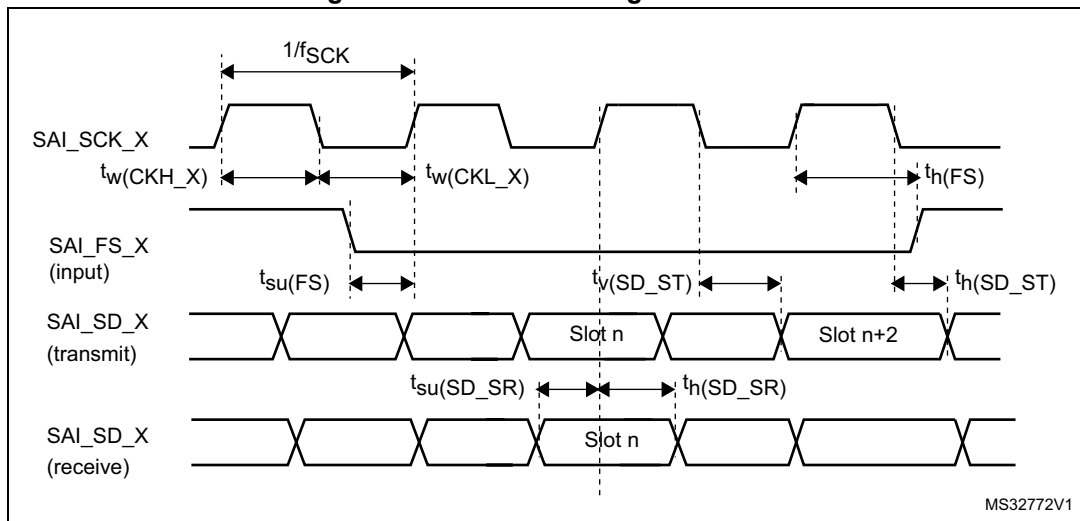 1/fSCK
SAI_SCK_X
tw(CKH_X)
tw(CKL_X)
th(FS)
SAI_FS_X
(input)
tsu(FS)
tv(SD_ST)
th(SD_ST)
SAI_SD_X
(transmit)
Slot n
Slot n+2
tsu(SD_SR)
th(SD_SR)
SAI_SD_X
(receive)
Slot n
MS32772V1